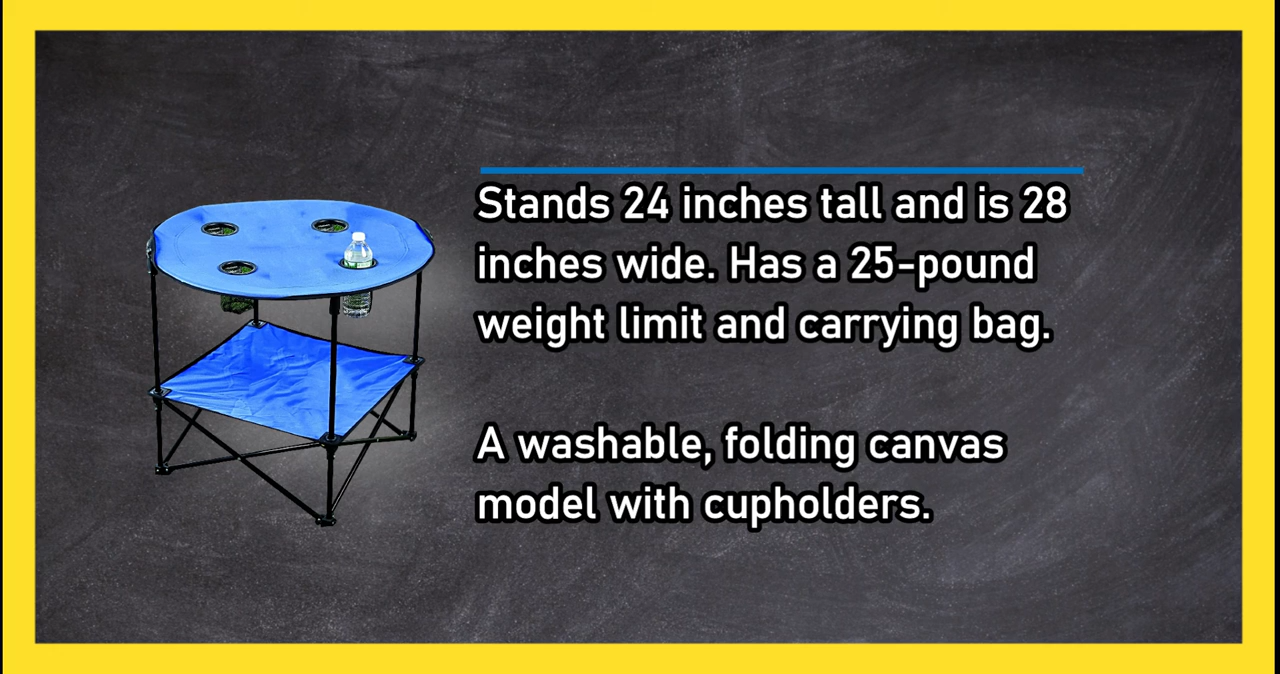 Stands 24 inches tall and is 28
inches wide. Has a 25-pound
weight limit and carrying bag.
A washable, folding canvas
model with cupholders.